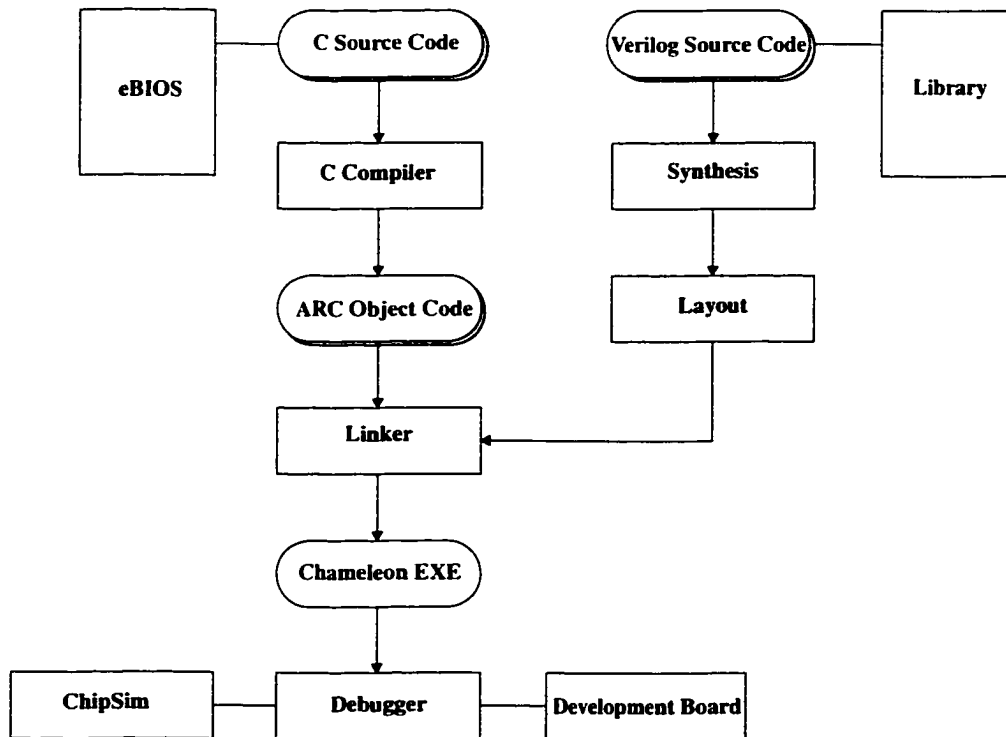 C Source Code
Verilog Source Code
eBIOS
Library
C Compiler
Synthesis
ARC Object Code
Layout
Linker
Chameleon EXE
ChipSim
Debugger
Development Board